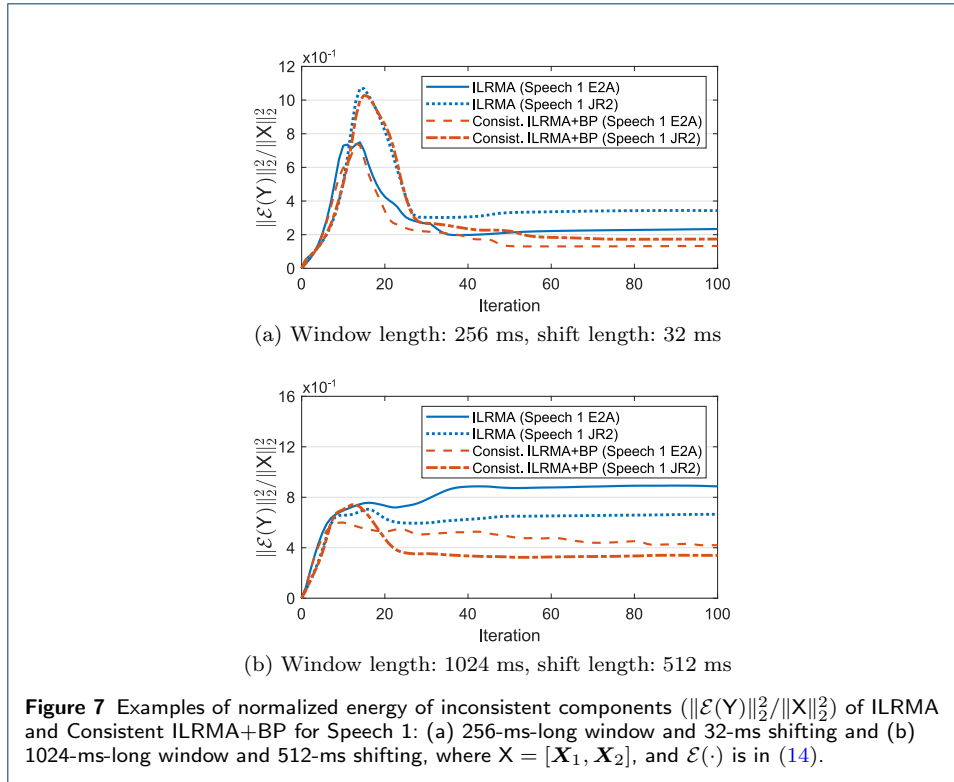 ×10⁻¹
12
10
8
6
4
2
0
‖𝓔(Y)‖₂²/‖X‖₂²
ILRMA (Speech 1 E2A)
ILRMA (Speech 1 JR2)
Consist. ILRMA+BP (Speech 1 E2A)
Consist. ILRMA+BP (Speech 1 JR2)
0 20 40 60 80 100
Iteration
(a) Window length: 256 ms, shift length: 32 ms
×10⁻¹
16
12
8
4
0
‖𝓔(Y)‖₂²/‖X‖₂²
ILRMA (Speech 1 E2A)
ILRMA (Speech 1 JR2)
Consist. ILRMA+BP (Speech 1 E2A)
Consist. ILRMA+BP (Speech 1 JR2)
0 20 40 60 80 100
Iteration
(b) Window length: 1024 ms, shift length: 512 ms
Figure 7 Examples of normalized energy of inconsistent components (‖𝓔(Y)‖₂²/‖X‖₂²) of ILRMA
and Consistent ILRMA+BP for Speech 1: (a) 256-ms-long window and 32-ms shifting and (b)
1024-ms-long window and 512-ms shifting, where X = [𝑿₁, 𝑿₂], and 𝓔(·) is in (14).